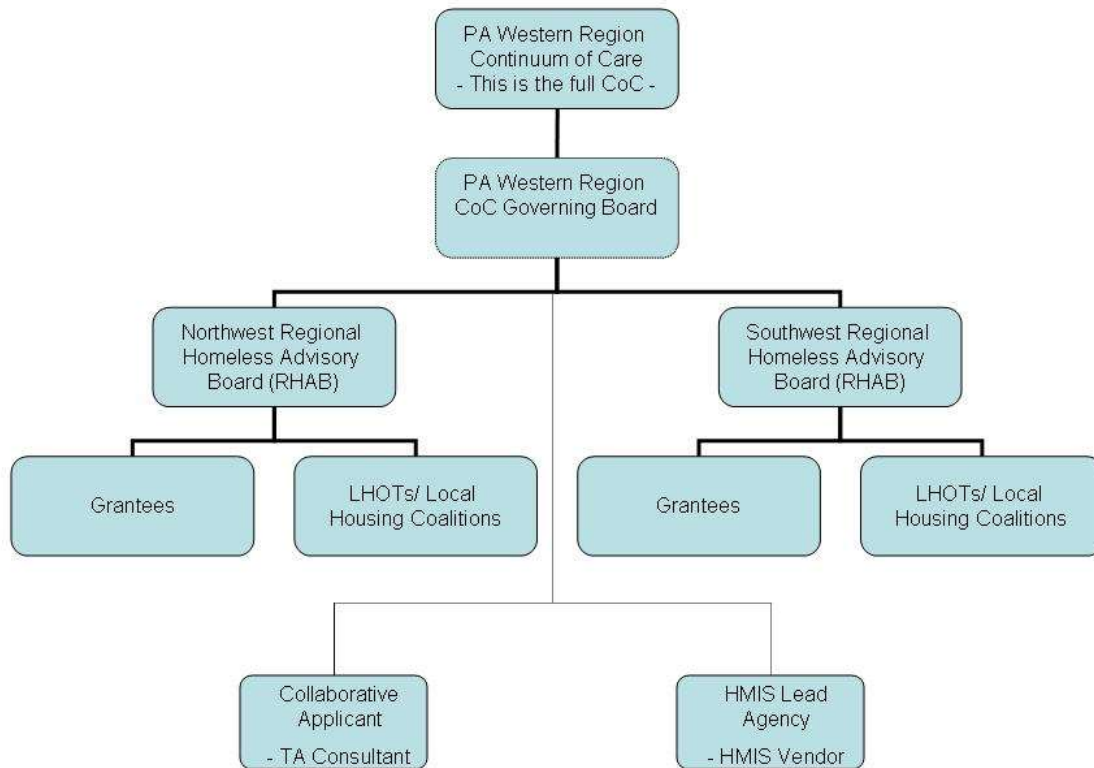 PA Western Region
Continuum of Care
- This is the full CoC -
PA Western Region
CoC Governing Board
Northwest Regional
Homeless Advisory
Board (RHAB)
Southwest Regional
Homeless Advisory
Board (RHAB)
Grantees
LHOTs/ Local
Housing Coalitions
Grantees
LHOTs/ Local
Housing Coalitions
Collaborative
Applicant
- TA Consultant
HMIS Lead
Agency
- HMIS Vendor